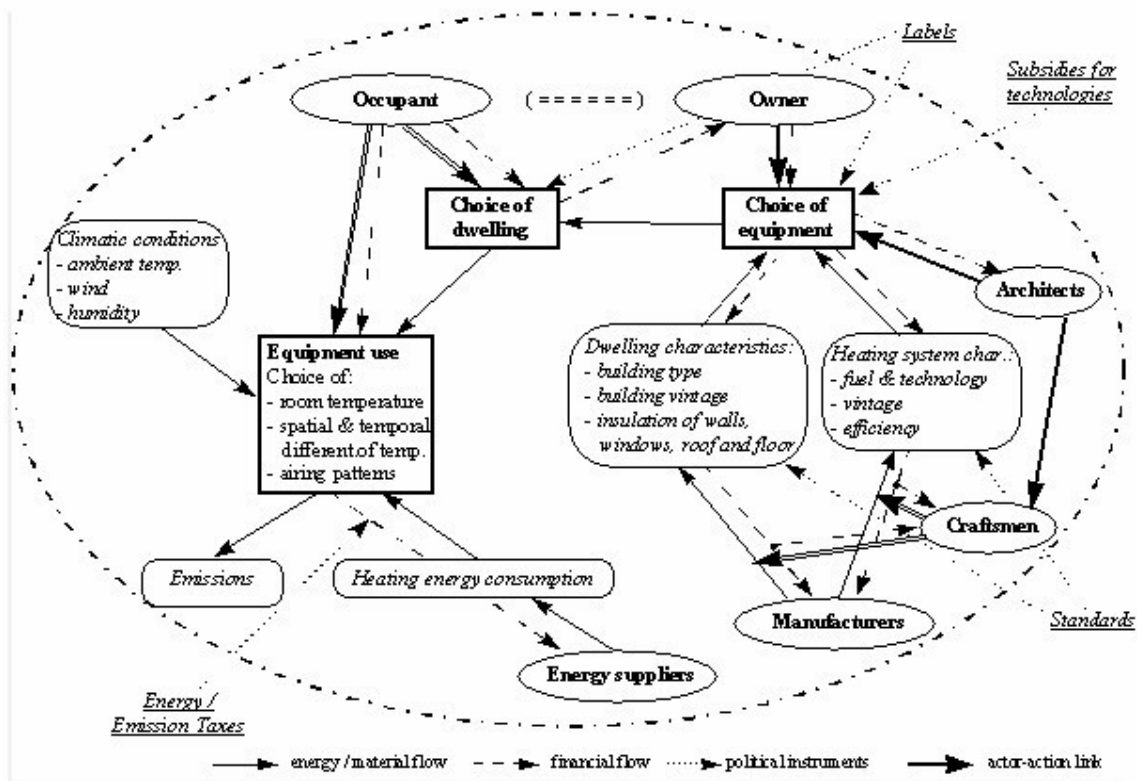 Labels
Subsidies for
technologies
Occupant
( = = = = = = )
Owner
Choice of
dwelling
Choice of
equipment
Climatic conditions
- ambient temp.
- wind
- humidity
Architects
Equipment use
Choice of:
- room temperature
- spatial & temporal
different of temp.
- airing patterns
Dwelling characteristics:
- building type
- building vintage
- insulation of walls,
windows, roof and floor
Heating system char.:
- fuel & technology
- vintage
- efficiency
Craftsmen
Emissions
Heating energy consumption
Manufacturers
Standards
Energy suppliers
Energy /
Emission Taxes
energy / material flow
financial flow
political instruments
actor-action link